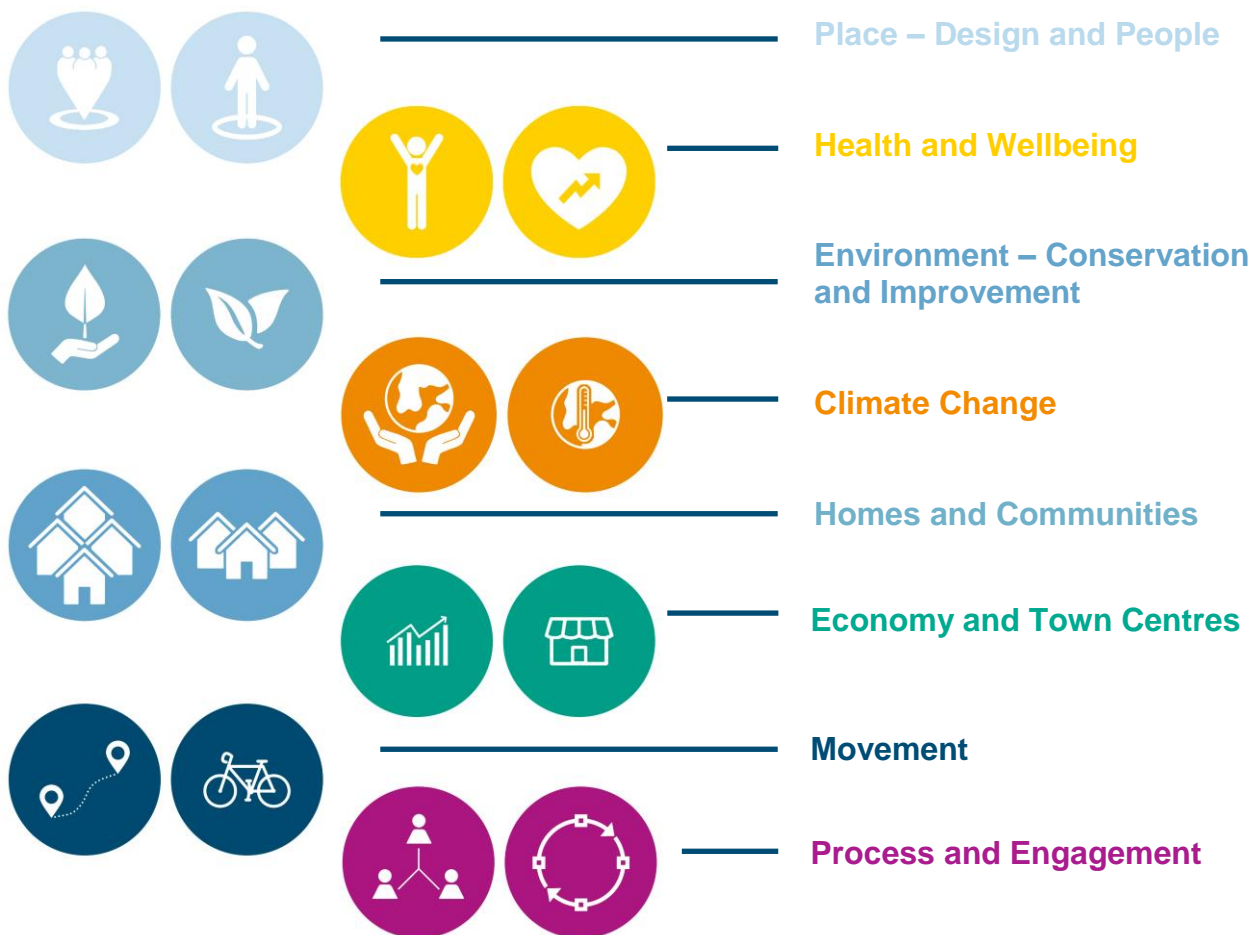 Place – Design and People
Health and Wellbeing
Environment – Conservation
and Improvement
Climate Change
Homes and Communities
Economy and Town Centres
Movement
Process and Engagement